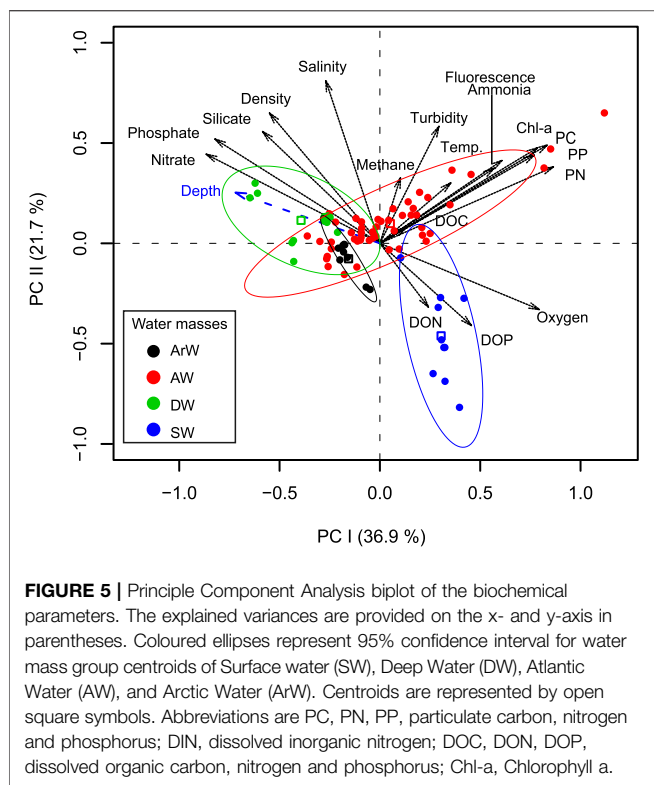 1.0
0.5
0.0
−0.5
−1.0
PC II (21.7 %)
Salinity
Fluorescence
Ammonia
Density
Silicate
Turbidity
Chl-a
PC
Phosphate
Temp.
PP
Nitrate
Methane
PN
Depth
DOC
DON
DOP
Oxygen
Water masses
ArW
AW
DW
SW
−1.0 −0.5 0.0 0.5 1.0
PC I (36.9 %)
FIGURE 5 | Principle Component Analysis biplot of the biochemical
parameters. The explained variances are provided on the x- and y-axis in
parentheses. Coloured ellipses represent 95% confidence interval for water
mass group centroids of Surface water (SW), Deep Water (DW), Atlantic
Water (AW), and Arctic Water (ArW). Centroids are represented by open
square symbols. Abbreviations are PC, PN, PP, particulate carbon, nitrogen
and phosphorus; DIN, dissolved inorganic nitrogen; DOC, DON, DOP,
dissolved organic carbon, nitrogen and phosphorus; Chl-a, Chlorophyll a.